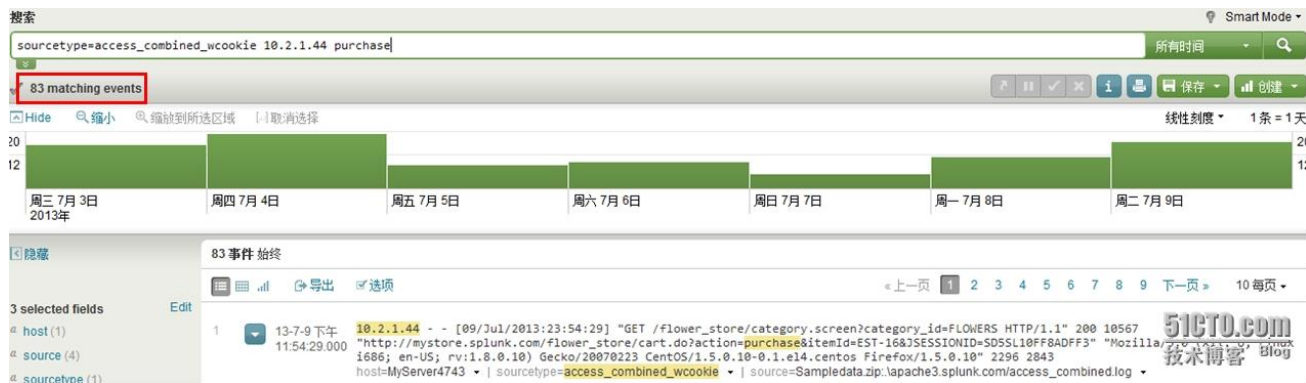 搜索
Smart Mode
sourcetype=access_combined_wcookie 10.2.1.44 purchase
所有时间
83 matching events
i
保存
创建
Hide 缩小 缩放到所选区域 取消选择
线性刻度 1条 = 1天
20
12
周三 7月 3日 周四 7月 4日 周五 7月 5日 周六 7月 6日 周日 7月 7日 周一 7月 8日 周二 7月 9日
2013年
隐藏
83 事件 始终
导出 选项
«上一页 1 2 3 4 5 6 7 8 9 下一页» 10 每页
3 selected fields Edit
a host (1)
a source (4)
a sourcetype (1)
1
13-7-9 下午
11:54:29.000
10.2.1.44 - - [09/Jul/2013:23:54:29] "GET /flower_store/category.screen?category_id=FLOWERS HTTP/1.1" 200 10567
"http://mystore.splunk.com/flower_store/cart.do?action=purchase&itemId=EST-16&JSESSIONID=SD5SL10FF8ADFF3" "Mozilla/
i686; en-US; rv:1.8.0.10) Gecko/20070223 CentOS/1.5.0.10-0.1.el4.centos Firefox/1.5.0.10" 2296 2843
host=MyServer4743 | sourcetype=access_combined_wcookie | source=Sampledata.zip:.\apache3.splunk.com/access_combined.log
51CTO.com
技术博客 Blog